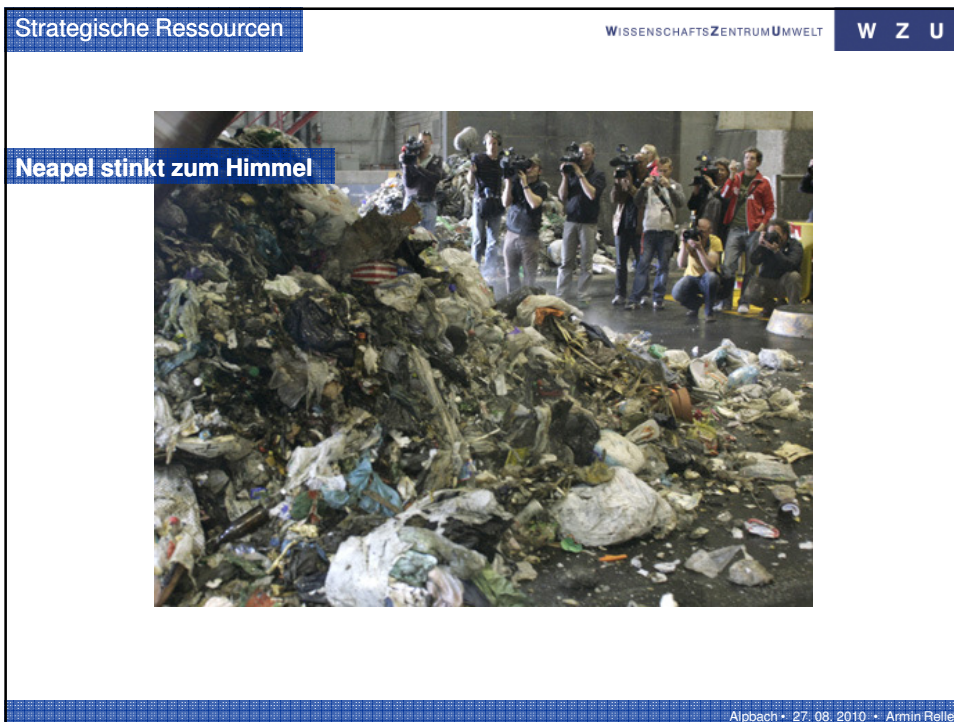 Strategische Ressourcen
WISSENSCHAFTSZENTRUMUMWELT
W Z U
Neapel stinkt zum Himmel
Alpbach • 27. 08. 2010 • Armin Relle